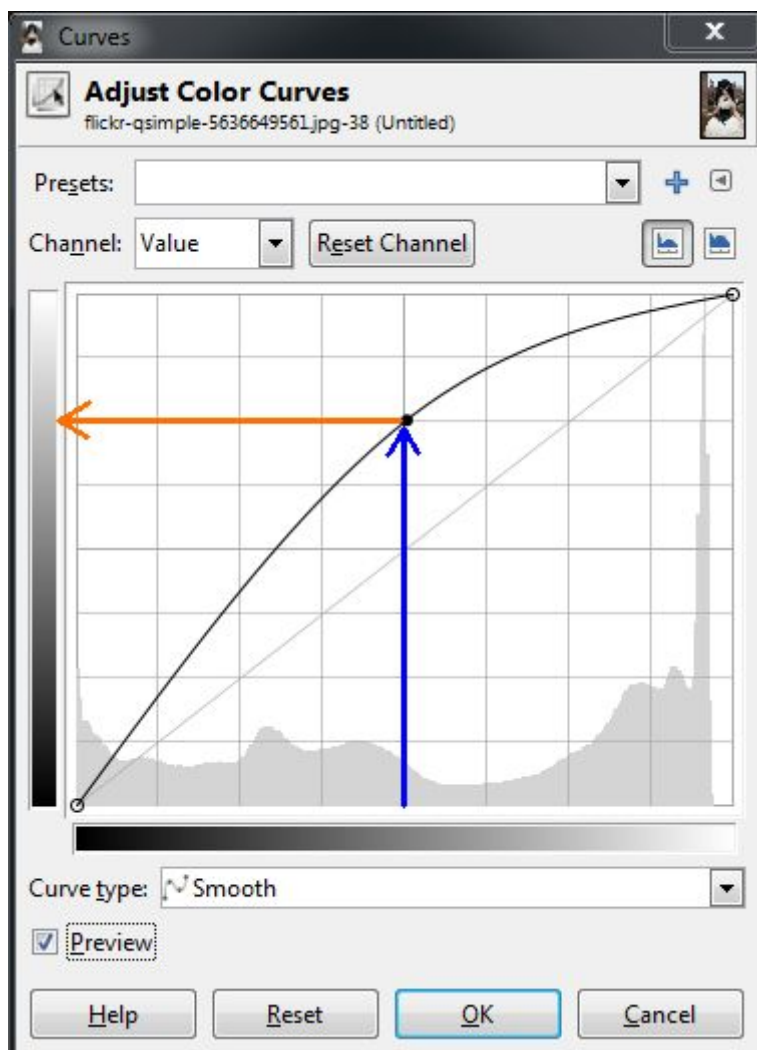 Curves
Adjust Color Curves
flickr-qsimple-5636649561.jpg-38 (Untitled)
Presets:
Channel: Value Reset Channel
Curve type: Smooth
Preview
Help Reset OK Cancel